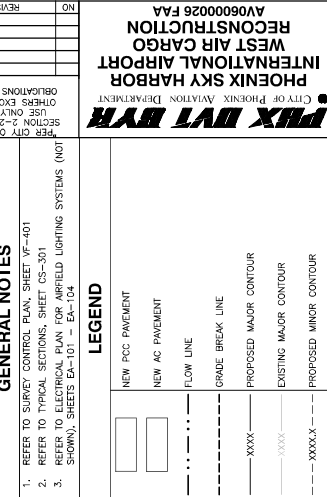 GENERAL NOTES
1. REFER TO SURVEY CONTROL PLAN, SHEET VF-401
2. REFER TO TYPICAL SECTIONS, SHEET CS-301
3. REFER TO ELECTRICAL PLAN FOR AIRFIELD LIGHTING SYSTEMS (NOT
SHOWN), SHEETS EA-101 - EA-104
LEGEND
NEW PCC PAVEMENT
NEW AC PAVEMENT
FLOW LINE
GRADE BREAK LINE
XXXX PROPOSED MAJOR CONTOUR
XXXX EXISTING MAJOR CONTOUR
XXXX.X PROPOSED MINOR CONTOUR
PHX DVT GYR
CITY OF PHOENIX AVIATION DEPARTMENT
PHOENIX SKY HARBOR
INTERNATIONAL AIRPORT
WEST AIR CARGO
RECONSTRUCTION
AV06000026 FAA
"PER CITY O
SECTION 2-2
USE ONLY
OTHERS EXC
OBLIGATIONS
NO
REVIS